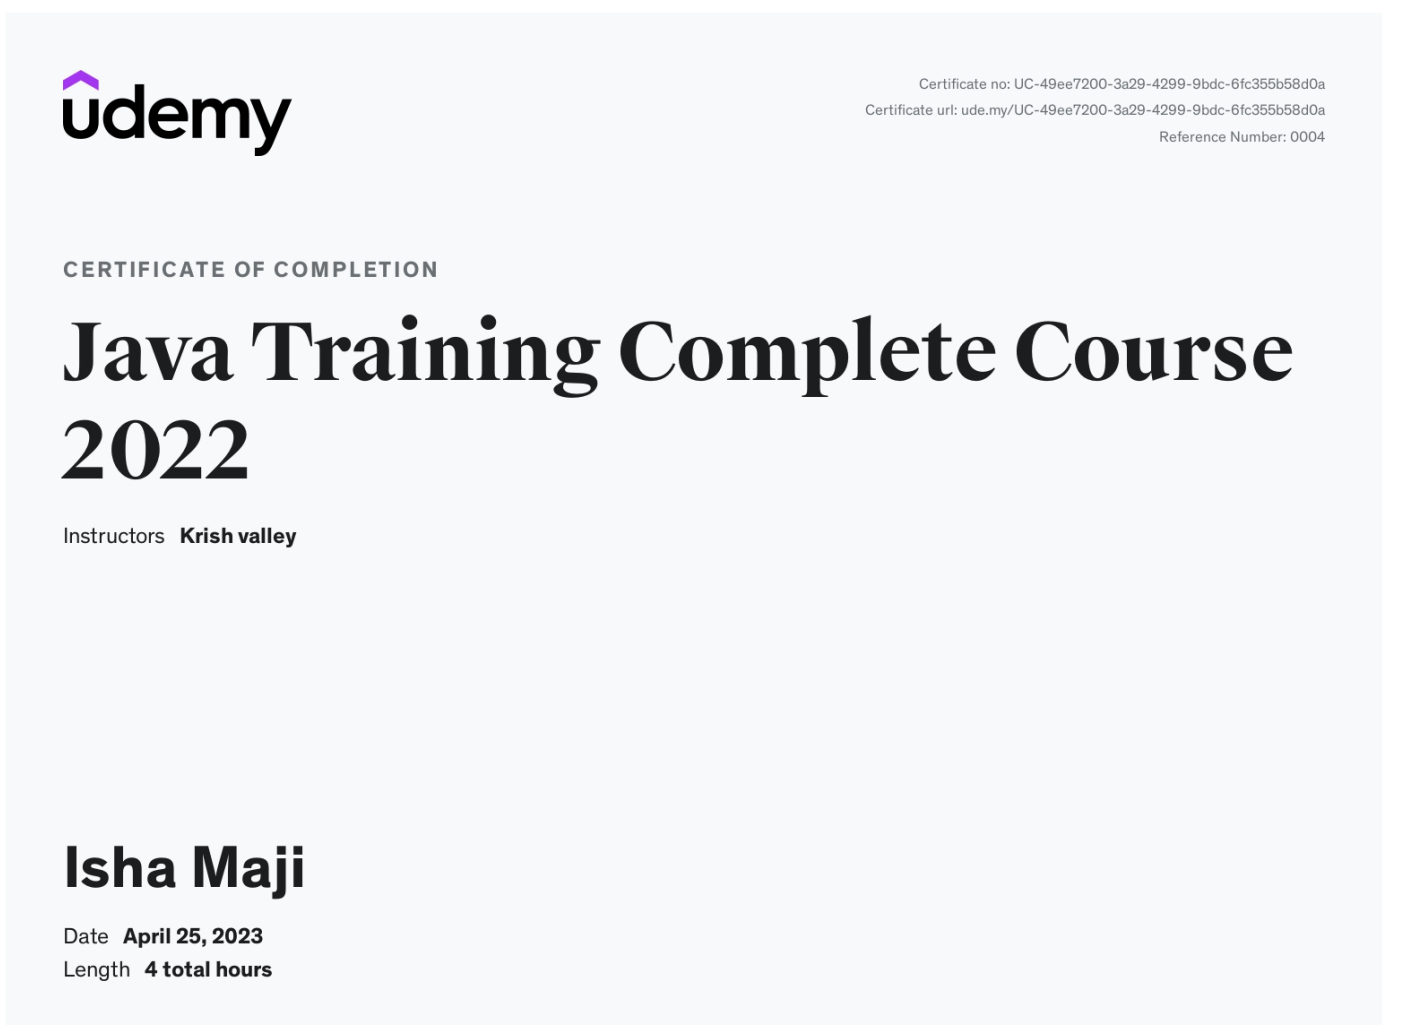 udemy
Certificate no: UC-49ee7200-3a29-4299-9bdc-6fc355b58d0a
Certificate url: ude.my/UC-49ee7200-3a29-4299-9bdc-6fc355b58d0a
Reference Number: 0004
CERTIFICATE OF COMPLETION
Java Training Complete Course
2022
Instructors Krish valley
Isha Maji
Date April 25, 2023
Length 4 total hours